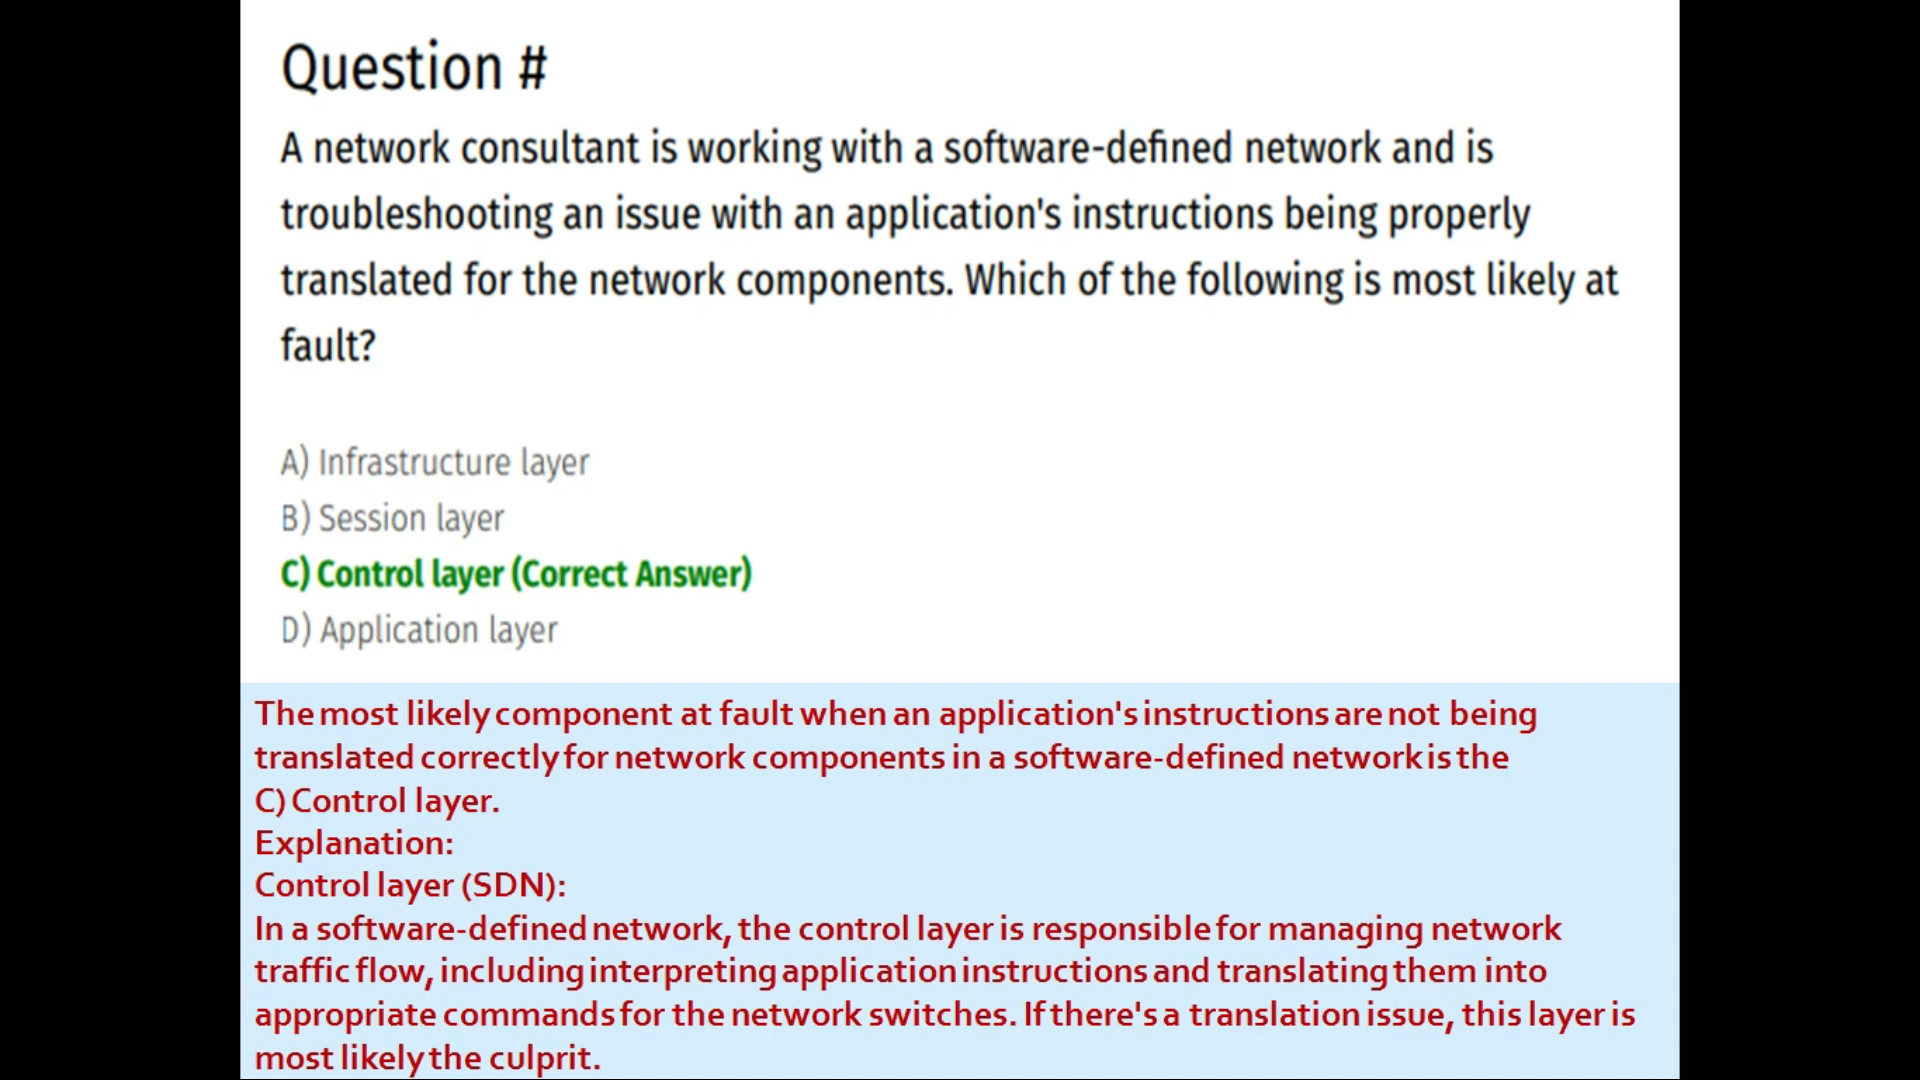 Question #
A network consultant is working with a software-defined network and is
troubleshooting an issue with an application's instructions being properly
translated for the network components. Which of the following is most likely at
fault?
A) Infrastructure layer
B) Session layer
C) Control layer (Correct Answer)
D) Application layer
The most likely component at fault when an application's instructions are not being
translated correctly for network components in a software-defined network is the
C) Control layer.
Explanation:
Control layer (SDN):
In a software-defined network, the control layer is responsible for managing network
traffic flow, including interpreting application instructions and translating them into
appropriate commands for the network switches. If there's a translation issue, this layer is
most likely the culprit.